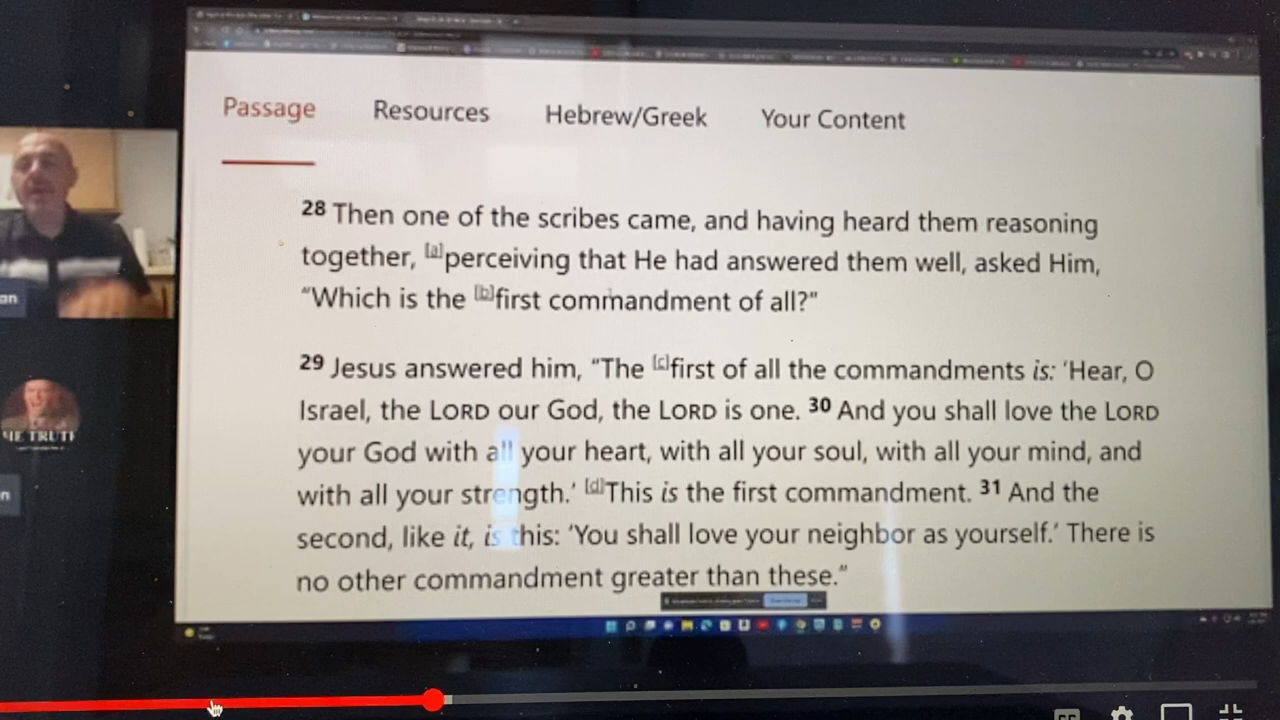 Passage Resources Hebrew/Greek Your Content
28 Then one of the scribes came, and having heard them reasoning
together, [a]perceiving that He had answered them well, asked Him,
“Which is the [b]first commandment of all?”
29 Jesus answered him, “The [c]first of all the commandments is: ‘Hear, O
Israel, the LORD our God, the LORD is one. 30 And you shall love the LORD
your God with all your heart, with all your soul, with all your mind, and
with all your strength.’ [d]This is the first commandment. 31 And the
second, like it, is this: ‘You shall love your neighbor as yourself.’ There is
no other commandment greater than these.”
an
HE TRUTH
n
CC